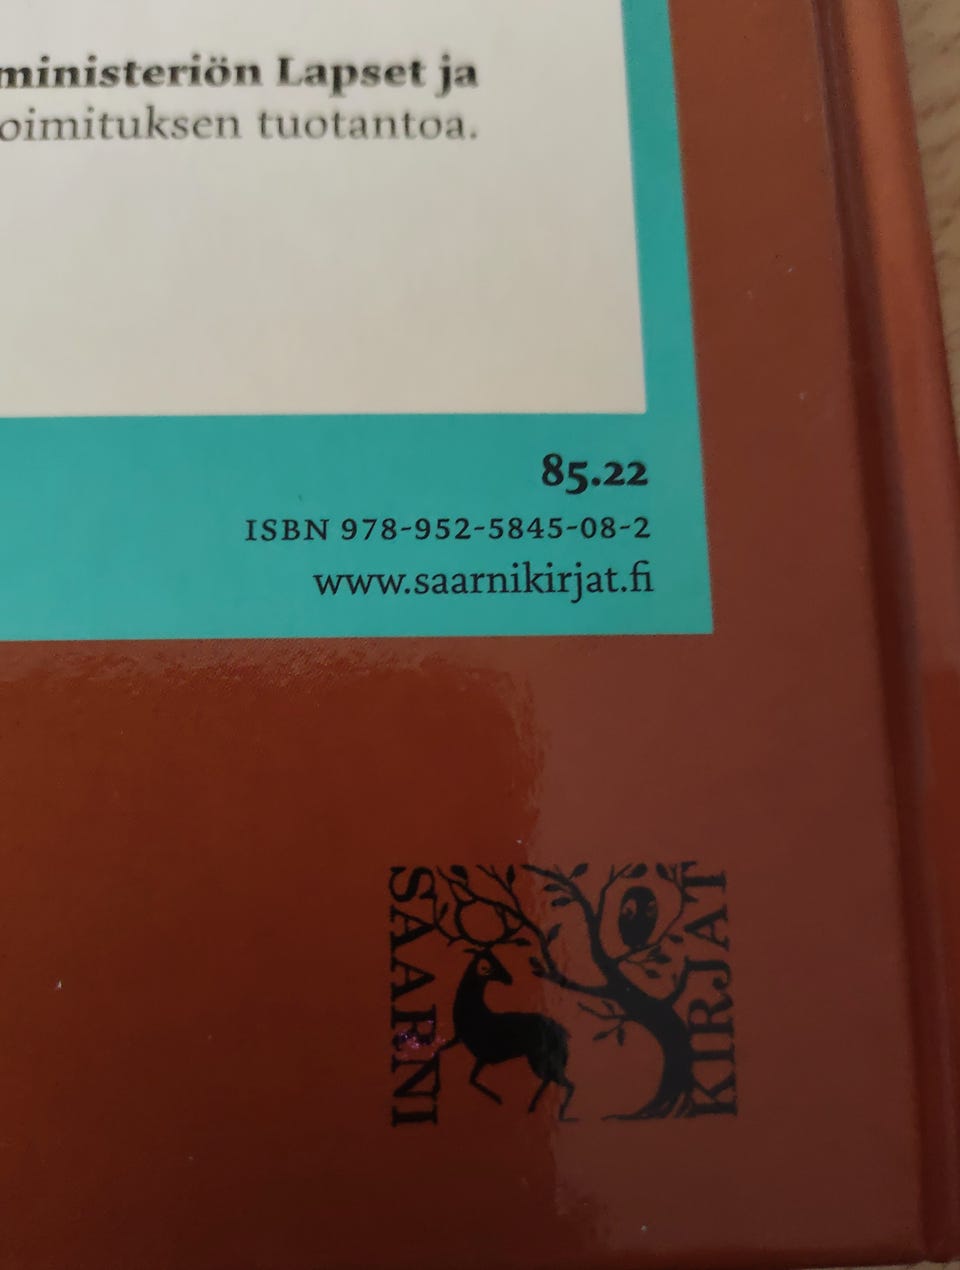 ministeriön Lapset ja
oimituksen tuotantoa.
85.22
ISBN 978-952-5845-08-2
www.saarnikirjat.fi
SAARNI
KIRJAT